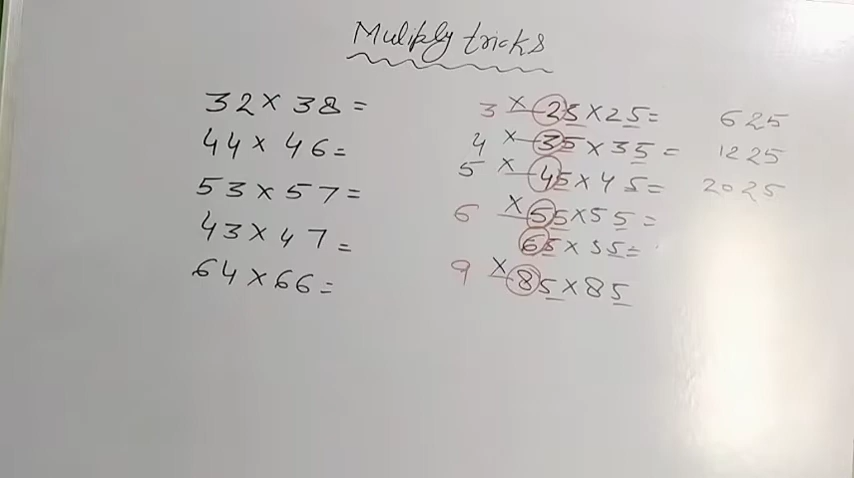 Muliply tricks
32 × 38 =
44 × 46 =
53 × 57 =
43 × 47 =
64 × 66 =
3 × 25 × 25 = 625
4 × 35 × 35 = 1225
5 × 45 × 45 = 2025
6 × 55 × 55 =
65 × 55 =
9 × 85 × 85